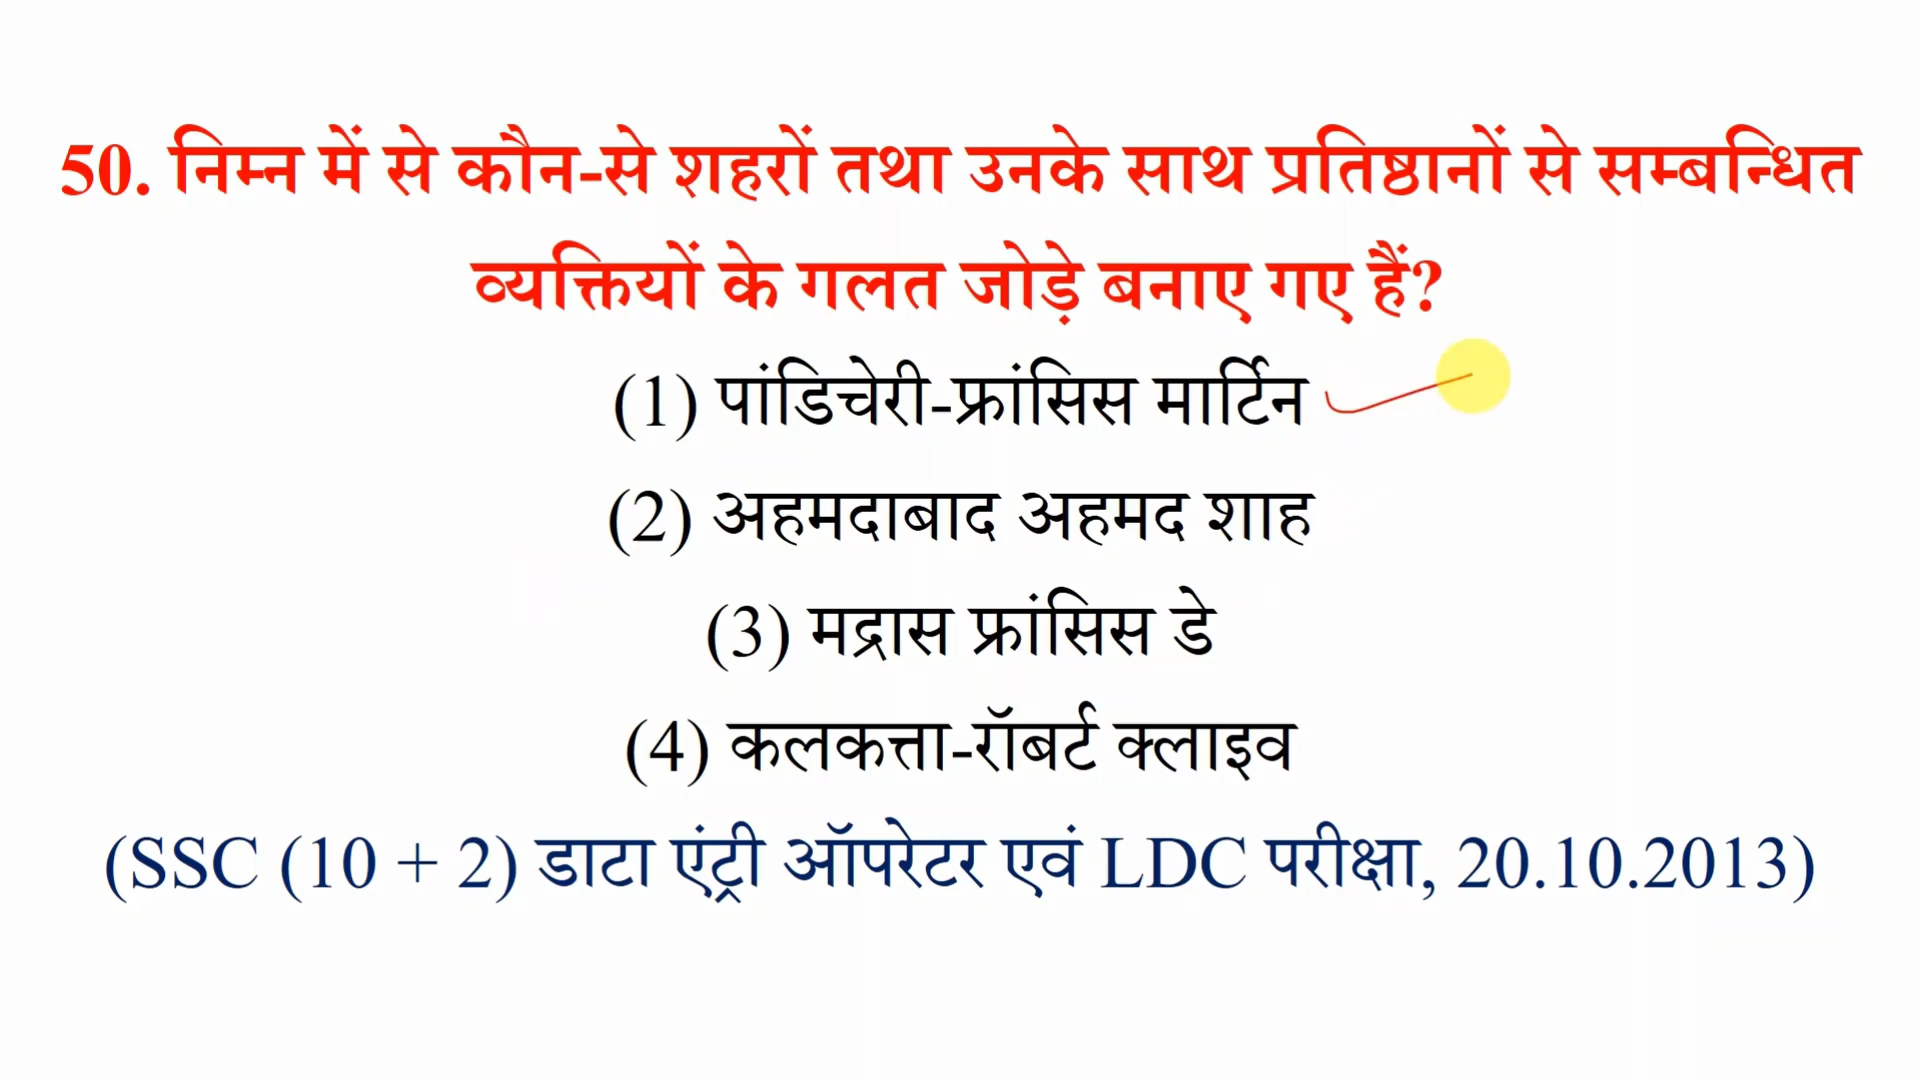 50. निम्न में से कौन-से शहरों तथा उनके साथ प्रतिष्ठानों से सम्बन्धित
व्यक्तियों के गलत जोड़े बनाए गए हैं?
(1) पांडिचेरी-फ्रांसिस मार्टिन
(2) अहमदाबाद अहमद शाह
(3) मद्रास फ्रांसिस डे
(4) कलकत्ता-रॉबर्ट क्लाइव
(SSC (10 + 2) डाटा एंट्री ऑपरेटर एवं LDC परीक्षा, 20.10.2013)